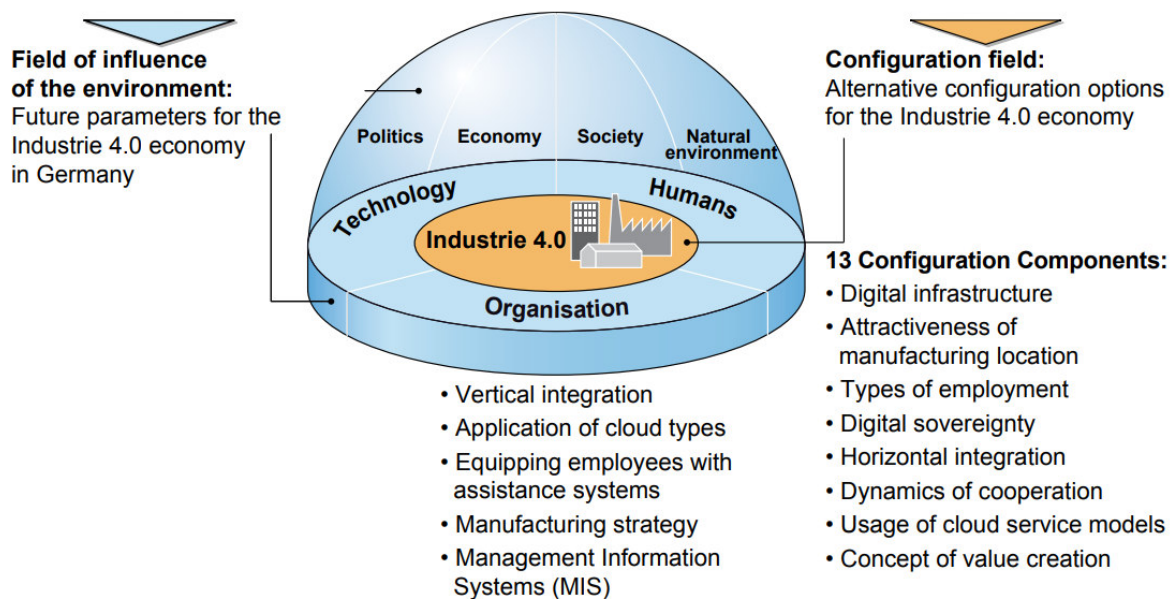 Field of influence
of the environment:
Future parameters for the
Industrie 4.0 economy
in Germany
Configuration field:
Alternative configuration options
for the Industrie 4.0 economy
Politics
Economy
Society
Natural
environment
Technology
Humans
Industrie 4.0
Organisation
• Vertical integration
• Application of cloud types
• Equipping employees with
assistance systems
• Manufacturing strategy
• Management Information
Systems (MIS)
13 Configuration Components:
• Digital infrastructure
• Attractiveness of
manufacturing location
• Types of employment
• Digital sovereignty
• Horizontal integration
• Dynamics of cooperation
• Usage of cloud service models
• Concept of value creation